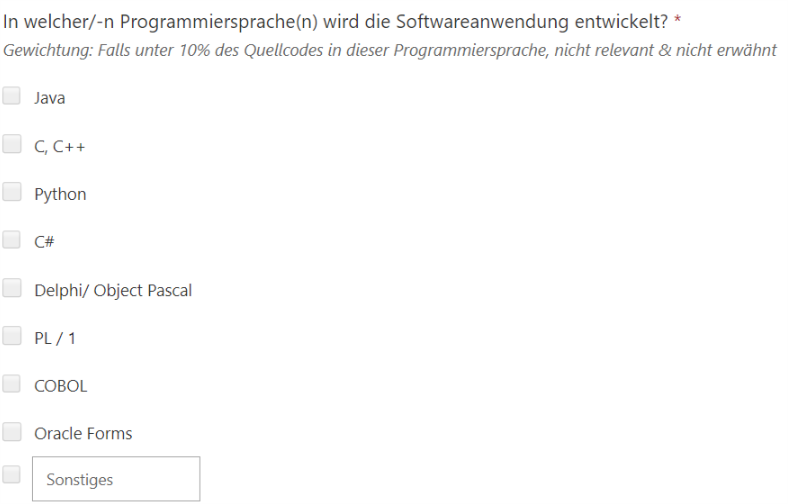 In welcher/-n Programmiersprache(n) wird die Softwareanwendung entwickelt? *
Gewichtung: Falls unter 10% des Quellcodes in dieser Programmiersprache, nicht relevant & nicht erwähnt
Java
C, C++
Python
C#
Delphi/ Object Pascal
PL / 1
COBOL
Oracle Forms
Sonstiges